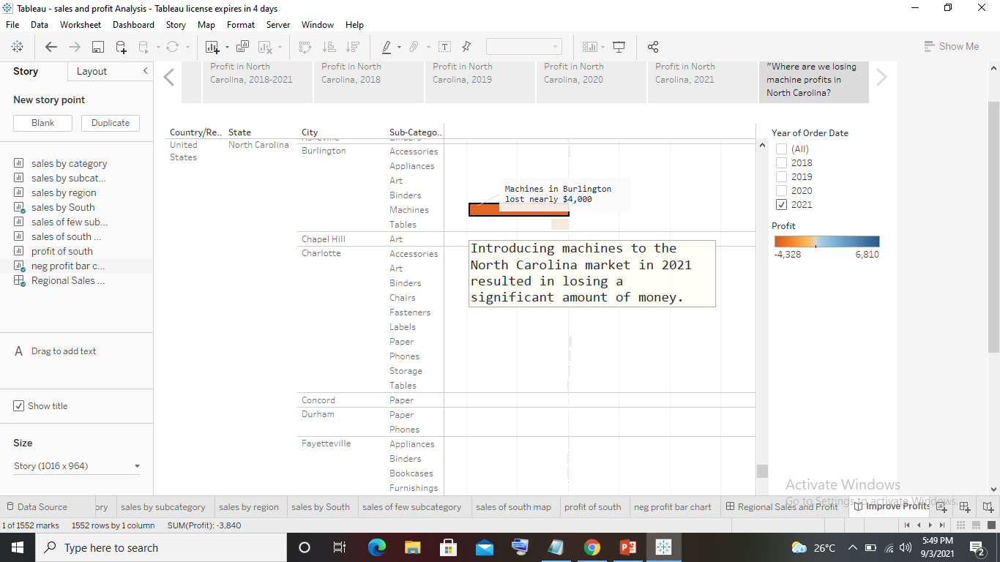 Tableau - sales and profit Analysis - Tableau license expires in 4 days
File Data Worksheet Dashboard Story Map Format Server Window Help
Show Me
Story Layout
New story point
Blank Duplicate
sales by category
sales by subcat...
sales by region
sales by South
sales of few sub...
sales of south ...
profit of south
neg profit bar c...
Regional Sales ...
A Drag to add text
Show title
Size
Story (1016 x 964)
Profit in North
Carolina, 2018-2021
Profit in North
Carolina, 2018
Profit in North
Carolina, 2019
Profit in North
Carolina, 2020
Profit in North
Carolina, 2021
"Where are we losing
machine profits in
North Carolina?
Country/Re.. State City Sub-Catego..
United
States
North Carolina
Asheville Binders
Burlington Accessories
Appliances
Art
Binders
Machines
Tables
Chapel Hill Art
Charlotte Accessories
Art
Binders
Chairs
Fasteners
Labels
Paper
Phones
Storage
Tables
Concord Paper
Durham Paper
Phones
Fayetteville Appliances
Binders
Bookcases
Furnishings
Machines in Burlington
lost nearly $4,000
Introducing machines to the
North Carolina market in 2021
resulted in losing a
significant amount of money.
Year of Order Date
(All)
2018
2019
2020
2021
Profit
-4,328 6,810
Activate Windows
Go to Settings to activate Windows.
Data Source ory sales by subcategory sales by region sales by South sales of few subcategory sales of south map profit of south neg profit bar chart Regional Sales and Profit Improve Profits
1 of 1552 marks 1552 rows by 1 column SUM(Profit): -3,840
Type here to search
26°C
5:49 PM
9/3/2021
2